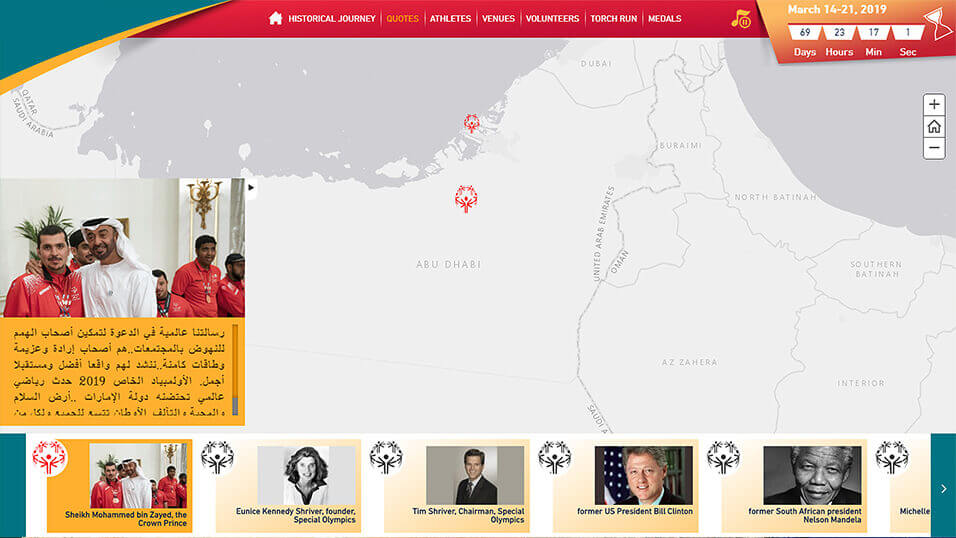 HISTORICAL JOURNEY
QUOTES
ATHLETES
VENUES
VOLUNTEERS
TORCH RUN
MEDALS
March 14-21, 2019
69 23 17 1
Days Hours Min Sec
QATAR
SAUDI ARABIA
DUBAI
BURAIMI
NORTH BATINAH
UNITED ARAB EMIRATES
OMAN
ABU DHABI
SOUTHERN
BATINAH
AZ ZAHERA
INTERIOR
SAUDI A
رسالتنا عالمية في الدعوة لتمكين أصحاب الهمم
للنهوض بالمجتمعات..هم أصحاب إرادة وعزيمة
وطاقات كامنة..ننشد لهم واقعا أفضل ومستقبلا
أجمل. الأولمبياد الخاص 2019 حدث رياضي
عالمي تحتضنه دولة الإمارات ..أرض السلام
والمحبة والتآلف الأوطان تتسع للجميع ولكل من
Sheikh Mohammed bin Zayed, the
Crown Prince
Eunice Kennedy Shriver, founder,
Special Olympics
Tim Shriver, Chairman, Special
Olympics
former US President Bill Clinton
former South African president
Nelson Mandela
Michelle